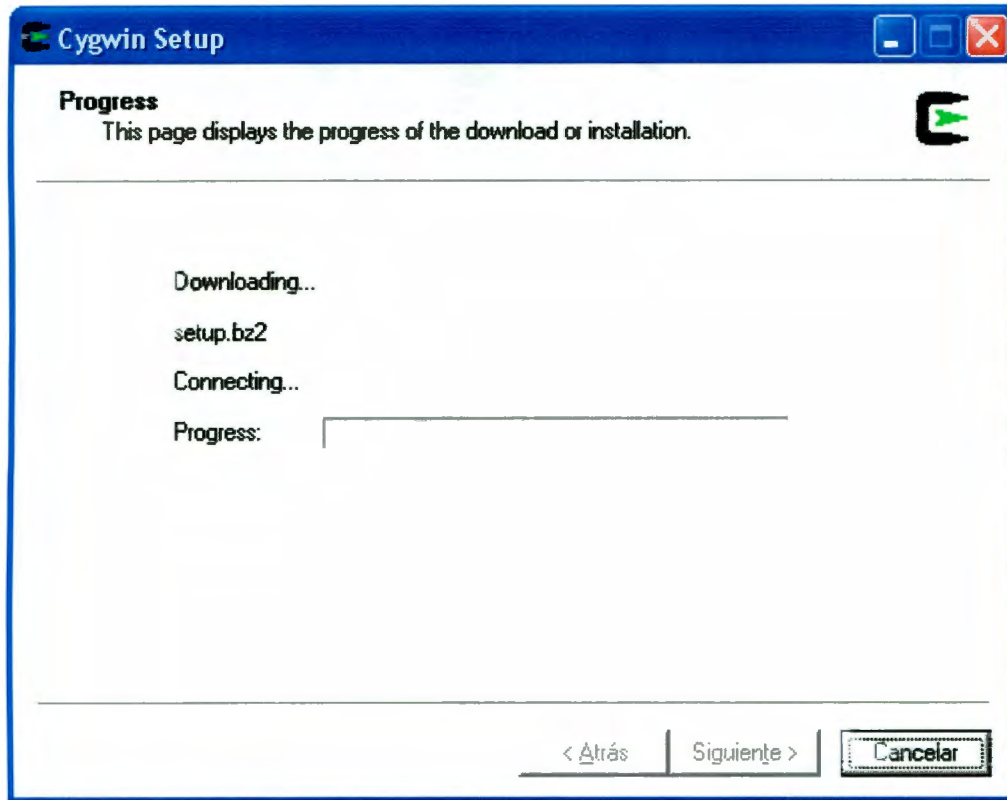 Cygwin Setup
Progress
This page displays the progress of the download or installation.
Downloading...
setup.bz2
Connecting...
Progress:
< Atrás
Siguiente >
Cancelar